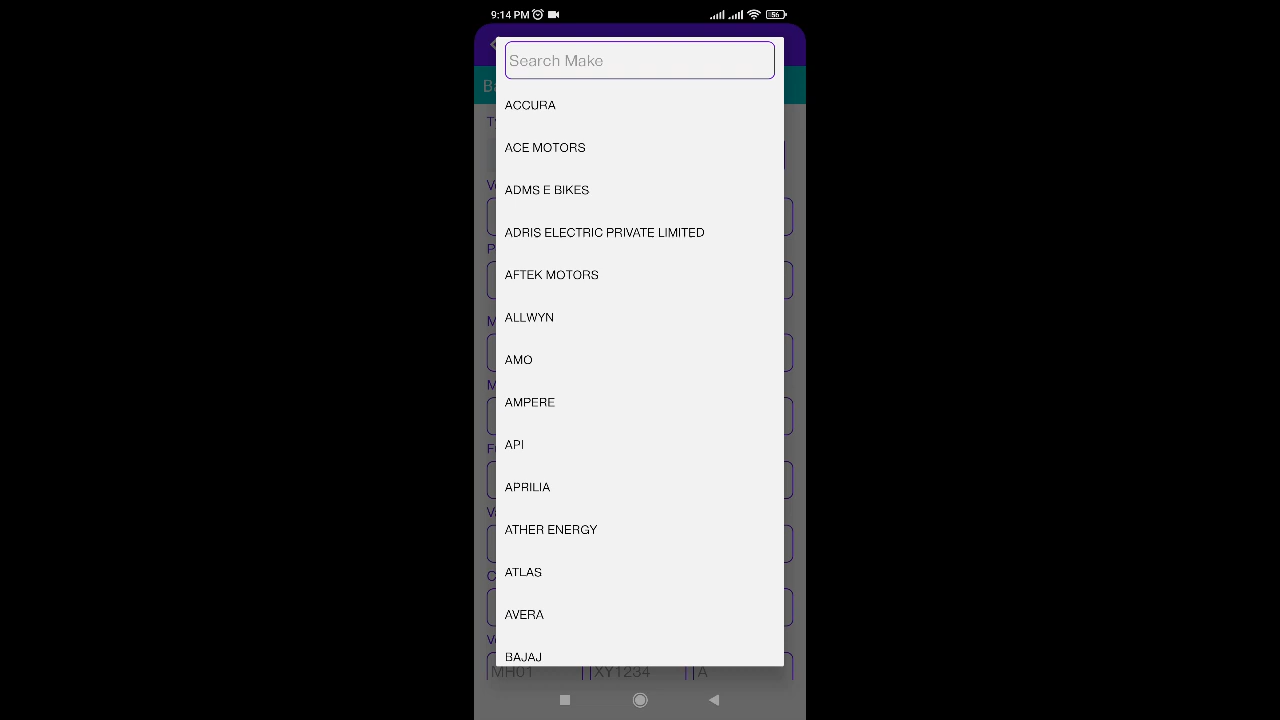 9:14 PM
56
Search Make
ACCURA
ACE MOTORS
ADMS E BIKES
ADRIS ELECTRIC PRIVATE LIMITED
AFTEK MOTORS
ALLWYN
AMO
AMPERE
API
APRILIA
ATHER ENERGY
ATLAS
AVERA
BAJAJ
MH01 XY1234 A